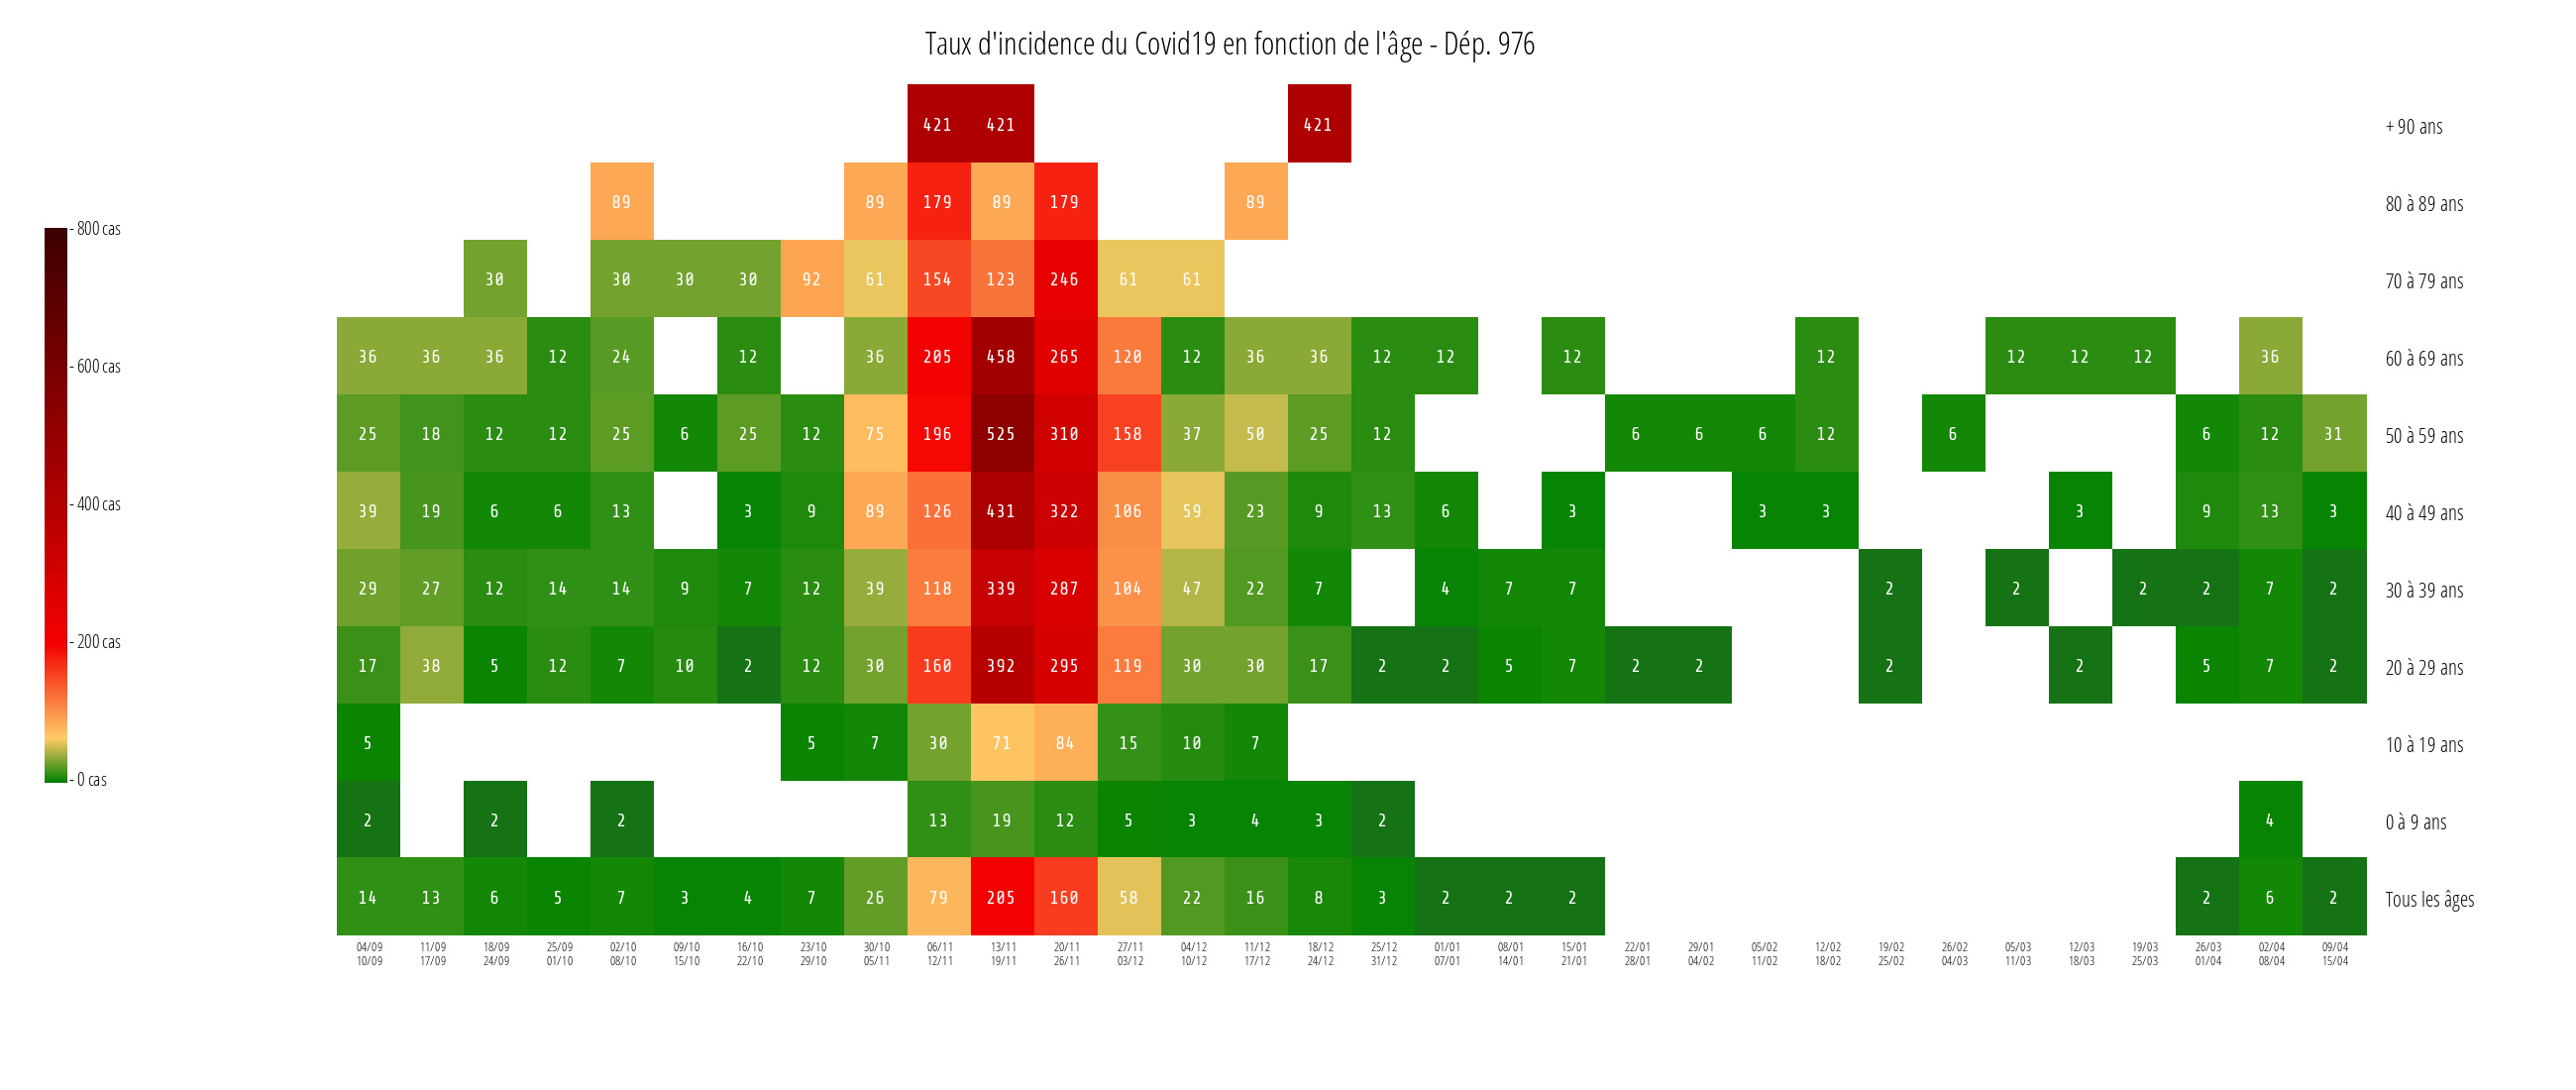 Taux d'incidence du Covid19 en fonction de l'âge - Dép. 976
421 421 421 + 90 ans
89 89 179 89 179 89 80 à 89 ans
- 800 cas
30 30 30 30 92 61 154 123 246 61 61 70 à 79 ans
36 36 36 12 24 12 36 205 458 265 120 12 36 36 12 12 12 12 12 12 12 36 60 à 69 ans
- 600 cas
25 18 12 12 25 6 25 12 75 196 525 310 158 37 50 25 12 6 6 6 12 6 6 12 31 50 à 59 ans
- 400 cas
39 19 6 6 13 3 9 89 126 431 322 106 59 23 9 13 6 3 3 3 3 9 13 3 40 à 49 ans
29 27 12 14 14 9 7 12 39 118 339 287 104 47 22 7 4 7 7 2 2 2 2 7 2 30 à 39 ans
- 200 cas
17 38 5 12 7 10 2 12 30 160 392 295 119 30 30 17 2 2 5 7 2 2 2 2 5 7 2 20 à 29 ans
5 5 7 30 71 84 15 10 7 10 à 19 ans
- 0 cas
2 2 2 13 19 12 5 3 4 3 2 4 0 à 9 ans
14 13 6 5 7 3 4 7 26 79 205 160 58 22 16 8 3 2 2 2 2 6 2 Tous les âges
04/09 11/09 18/09 25/09 02/10 09/10 16/10 23/10 30/10 06/11 13/11 20/11 27/11 04/12 11/12 18/12 25/12 01/01 08/01 15/01 22/01 29/01 05/02 12/02 19/02 26/02 05/03 12/03 19/03 26/03 02/04 09/04
10/09 17/09 24/09 01/10 08/10 15/10 22/10 29/10 05/11 12/11 19/11 26/11 03/12 10/12 17/12 24/12 31/12 07/01 14/01 21/01 28/01 04/02 11/02 18/02 25/02 04/03 11/03 18/03 25/03 01/04 08/04 15/04